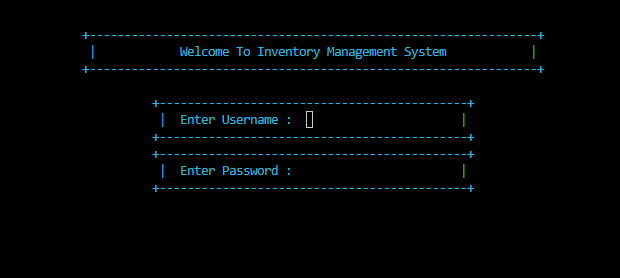 Welcome To Inventory Management System
Enter Username :
Enter Password :